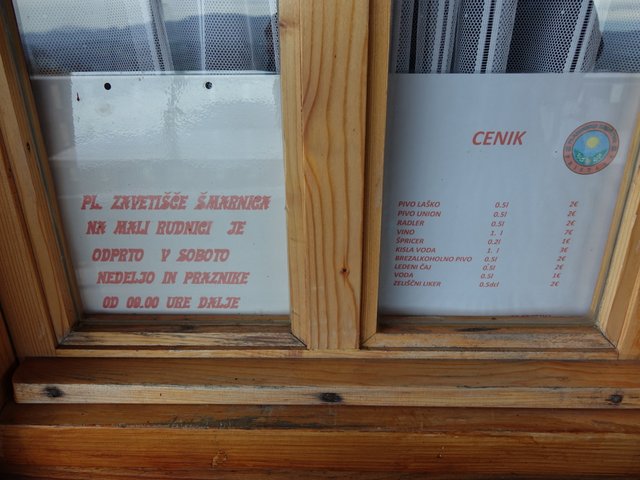 PL. ZAVETIŠČE ŠMARNICA
NA MALI RUDNICI JE
ODPRTO V SOBOTO
NEDELJO IN PRAZNIKE
OD 08.00 URE DALJE
CENIK
PIVO LAŠKO 0.5l 2€
PIVO UNION 0.5l 2€
RADLER 0.5l 2€
VINO 1. l 7€
ŠPRICER 0.2l 1€
KISLA VODA 1. l 3€
BREZALKOHOLNO PIVO 0.5l 2€
LEDENI ČAJ 0.5l 2€
VODA 0.5l 1€
ZELIŠČNI LIKER 0.5dcl 2€